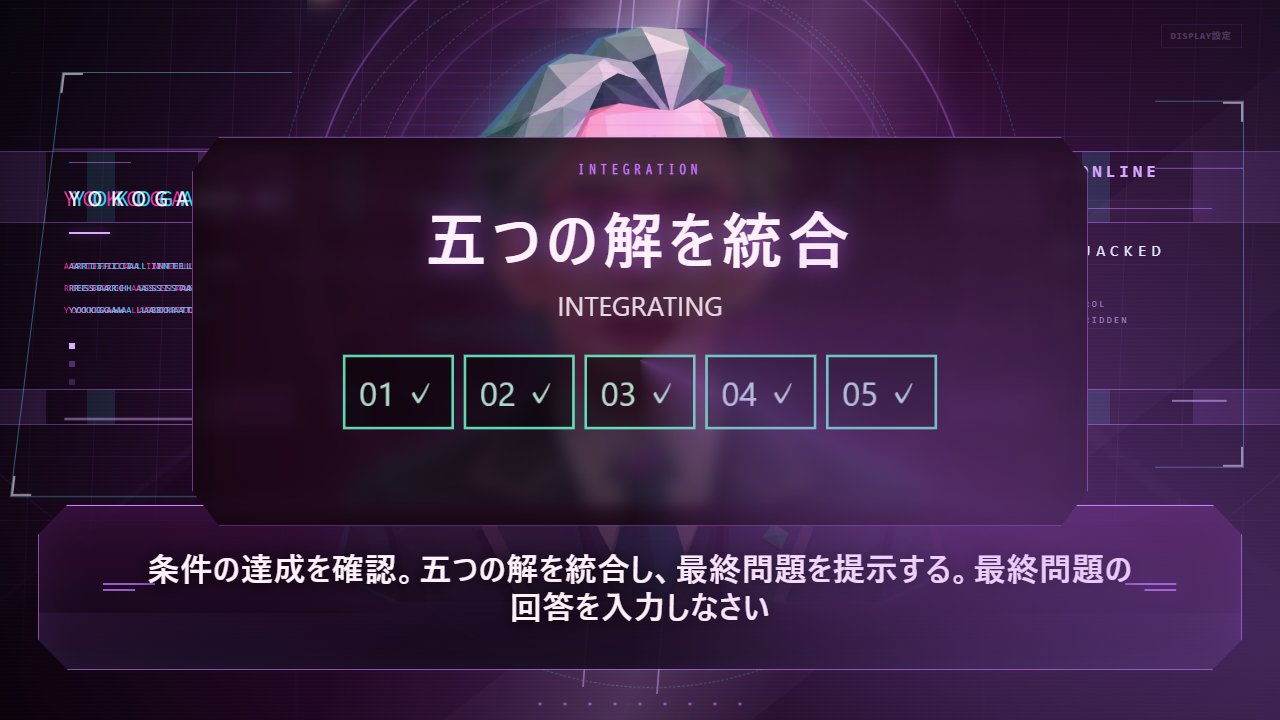 DISPLAY設定
INTEGRATION
五つの解を統合
INTEGRATING
01 ✓
02 ✓
03 ✓
04 ✓
05 ✓
YOKOGA
NLINE
JACKED
条件の達成を確認。五つの解を統合し、最終問題を提示する。最終問題の
回答を入力しなさい